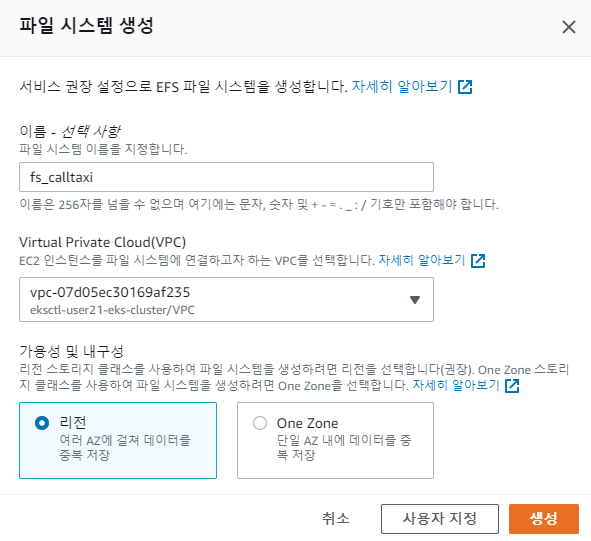 파일 시스템 생성
서비스 권장 설정으로 EFS 파일 시스템을 생성합니다. 자세히 알아보기
이름 - 선택 사항
파일 시스템 이름을 지정합니다.
fs_calltaxi
이름은 256자를 넘을 수 없으며 여기에는 문자, 숫자 및 + - = . _ : / 기호만 포함해야 합니다.
Virtual Private Cloud(VPC)
EC2 인스턴스를 파일 시스템에 연결하고자 하는 VPC를 선택합니다. 자세히 알아보기
vpc-07d05ec30169af235
eksctl-user21-eks-cluster/VPC
가용성 및 내구성
리전 스토리지 클래스를 사용하여 파일 시스템을 생성하려면 리전을 선택합니다(권장). One Zone 스토리
지 클래스를 사용하여 파일 시스템을 생성하려면 One Zone을 선택합니다. 자세히 알아보기
리전
여러 AZ에 걸쳐 데이터를
중복 저장
One Zone
단일 AZ 내에 데이터를 중
복 저장
취소
사용자 지정
생성